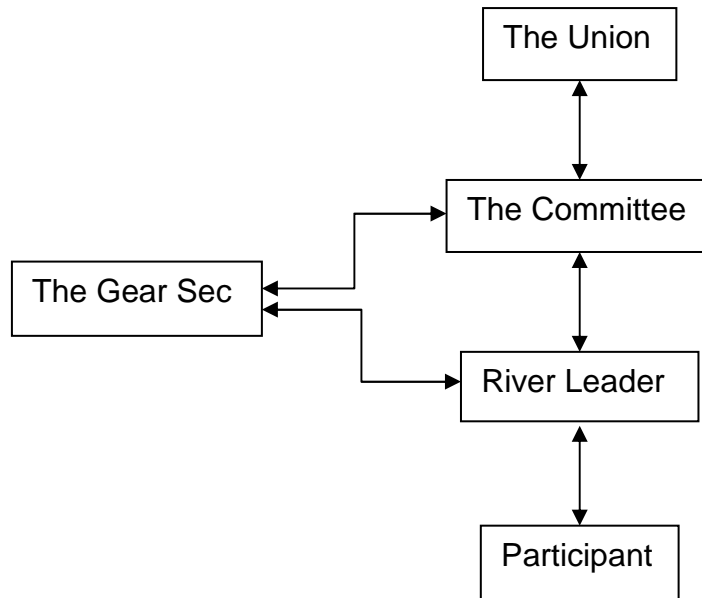 The Union
The Committee
The Gear Sec
River Leader
Participant